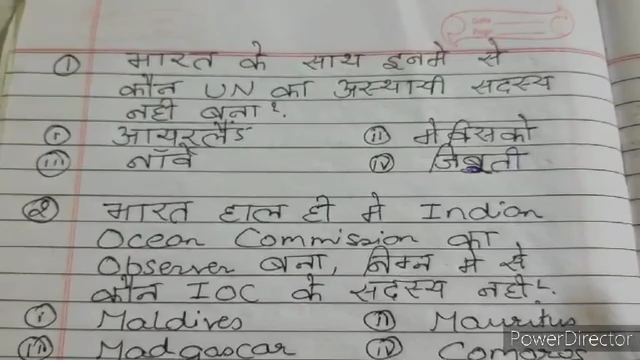 ① भारत के साथ इनमे से
कौन UN का अस्थायी सदस्य
नही बना?
ⓘ आयरलैंड ⓘⓘ मेक्सिको
ⓘⓘⓘ नॉर्वे ⓘⓥ जिबूती
② भारत हाल ही मे Indian
Ocean Commission का
Observer बना, निम्न मे से
कौन IOC के सदस्य नही?
ⓘ Maldives ⓘⓘ Mauritus
ⓘⓘⓘ Madgascar ⓘⓥ Comoros
PowerDirector